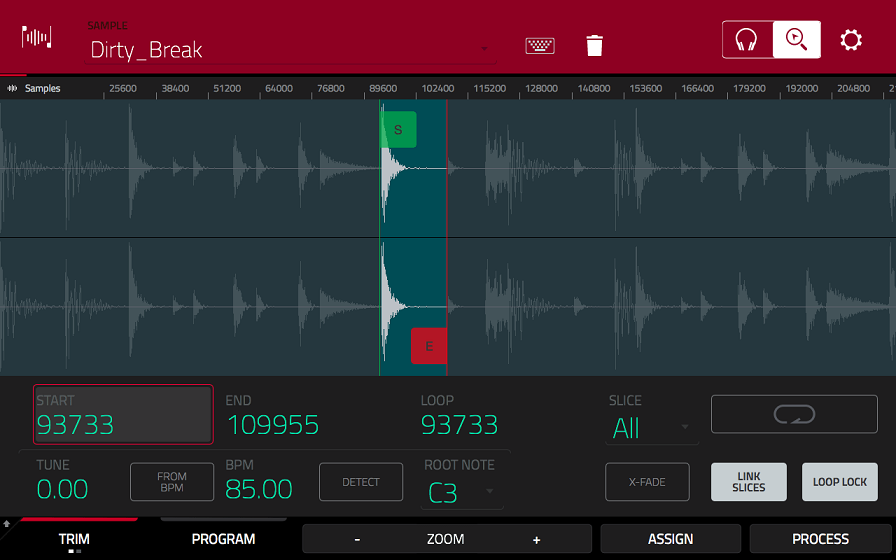 SAMPLE
Dirty_Break
Samples 25600 38400 51200 64000 76800 89600 102400 115200 128000 140800 153600 166400 179200 192000 204800
S
E
START END LOOP SLICE
93733 109955 93733 All
TUNE BPM ROOT NOTE
0.00 FROM BPM 85.00 DETECT C3 X-FADE LINK SLICES LOOP LOCK
TRIM PROGRAM - ZOOM + ASSIGN PROCESS